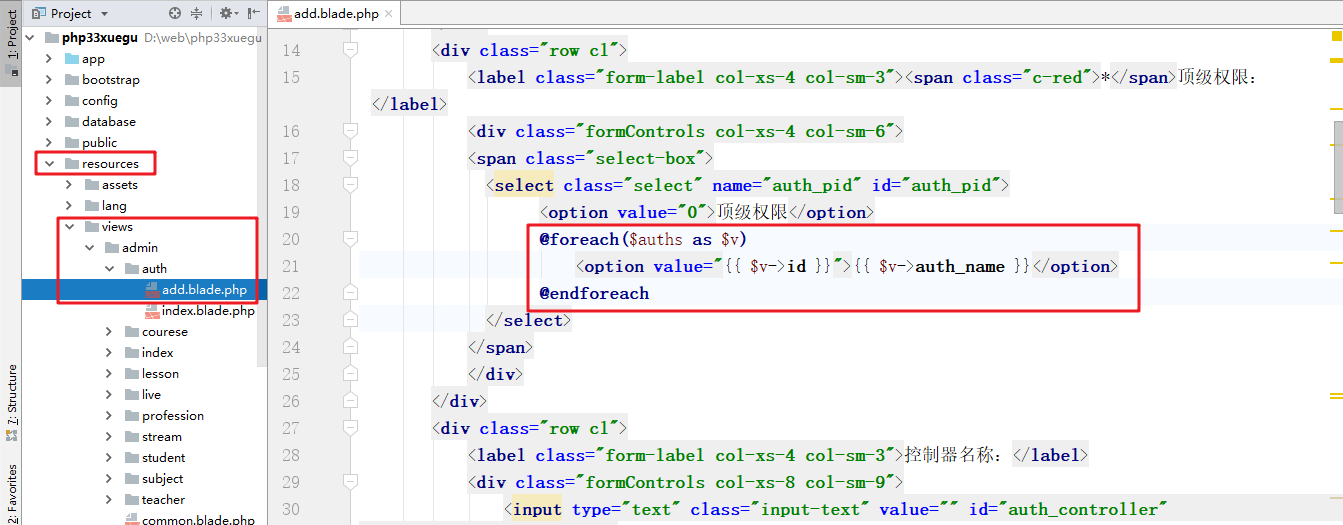 Project
add.blade.php
1: Project
php33xuegu D:\web\php33xuegu
app
bootstrap
config
database
public
resources
assets
lang
views
admin
auth
add.blade.php
index.blade.php
courese
index
lesson
live
profession
stream
student
subject
teacher
common.blade.php
7: Structure
2: Favorites
14 <div class="row cl">
15 <label class="form-label col-xs-4 col-sm-3"><span class="c-red">*</span>顶级权限：
</label>
16 <div class="formControls col-xs-4 col-sm-6">
17 <span class="select-box">
18 <select class="select" name="auth_pid" id="auth_pid">
19 <option value="0">顶级权限</option>
20 @foreach($auths as $v)
21 <option value="{{ $v->id }}">{{ $v->auth_name }}</option>
22 @endforeach
23 </select>
24 </span>
25 </div>
26 </div>
27 <div class="row cl">
28 <label class="form-label col-xs-4 col-sm-3">控制器名称：</label>
29 <div class="formControls col-xs-8 col-sm-9">
30 <input type="text" class="input-text" value="" id="auth_controller"